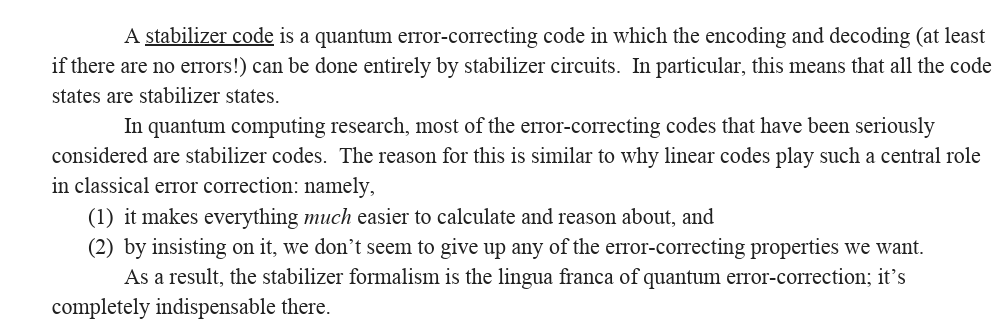 A stabilizer code is a quantum error-correcting code in which the encoding and decoding (at least
if there are no errors!) can be done entirely by stabilizer circuits.  In particular, this means that all the code
states are stabilizer states.
In quantum computing research, most of the error-correcting codes that have been seriously
considered are stabilizer codes.  The reason for this is similar to why linear codes play such a central role
in classical error correction: namely,
(1) it makes everything much easier to calculate and reason about, and
(2) by insisting on it, we don’t seem to give up any of the error-correcting properties we want.
As a result, the stabilizer formalism is the lingua franca of quantum error-correction; it’s
completely indispensable there.